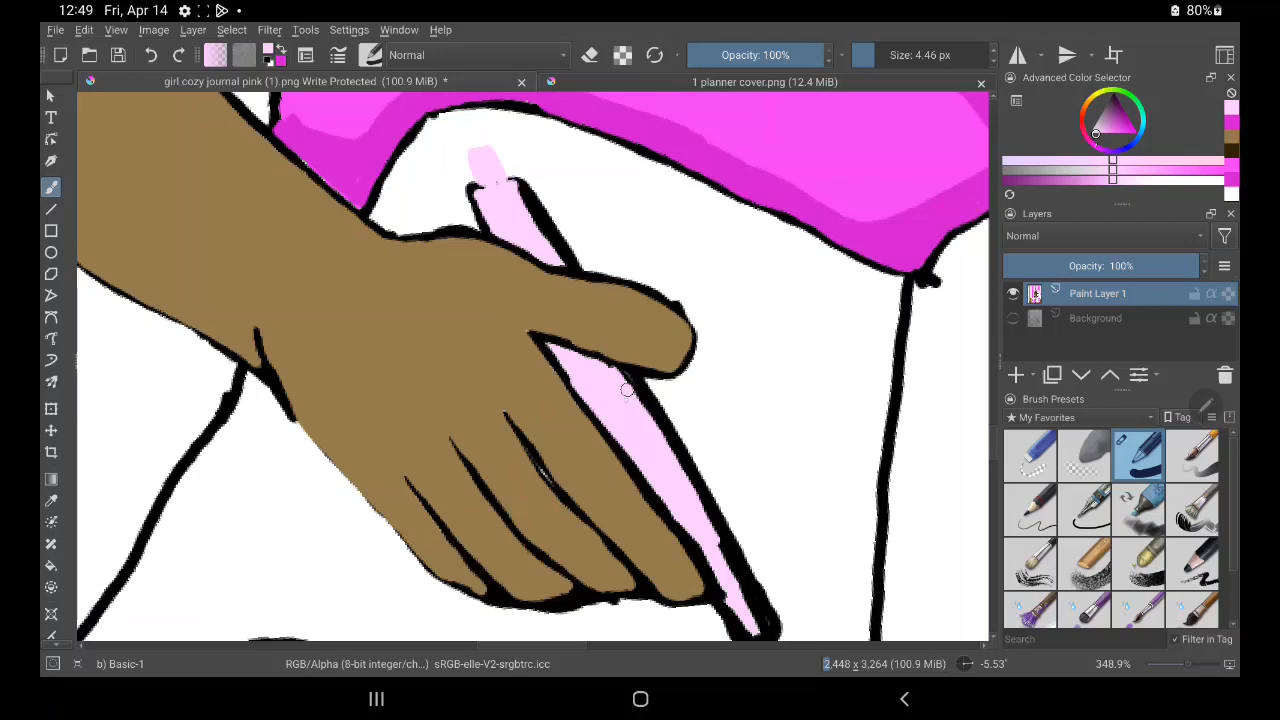 12:49 Fri, Apr 14
80%
File Edit View Image Layer Select Filter Tools Settings Window Help
Normal
Opacity: 100%
Size: 4.46 px
girl cozy journal pink (1).png Write Protected (100.9 MiB) *
1 planner cover.png (12.4 MiB)
Advanced Color Selector
Layers
Normal
Opacity: 100%
Paint Layer 1
Background
Brush Presets
My Favorites
Tag
Search
Filter in Tag
b) Basic-1
RGB/Alpha (8-bit integer/ch...) sRGB-elle-V2-srgbtrc.icc
2,448 x 3,264 (100.9 MiB)
-5.53°
348.9%